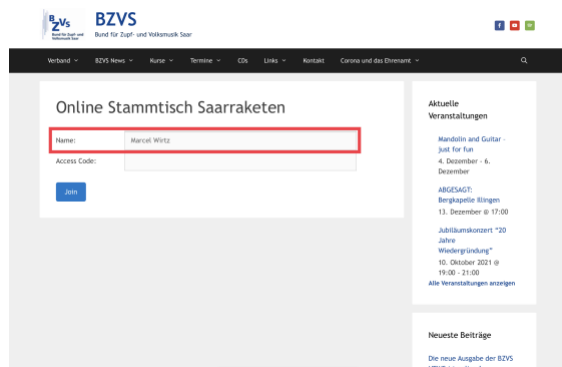 BZVS
Bund für Zupf- und Volksmusik Saar
BZVS
Bund für Zupf- und Volksmusik Saar
Verband BZVS News Kurse Termine CDs Links Kontakt Corona und das Ehrenamt
Online Stammtisch Saarraketen
Name: Marcel Wirtz
Access Code:
Join
Aktuelle
Veranstaltungen
Mandolin and Guitar –
just for fun
4. Dezember - 6.
Dezember
ABGESAGT:
Bergkapelle Illingen
13. Dezember @ 17:00
Jubiläumskonzert "20
Jahre
Wiedergründung"
10. Oktober 2021 @
19:00 - 21:00
Alle Veranstaltungen anzeigen
Neueste Beiträge
Die neue Ausgabe der BZVS